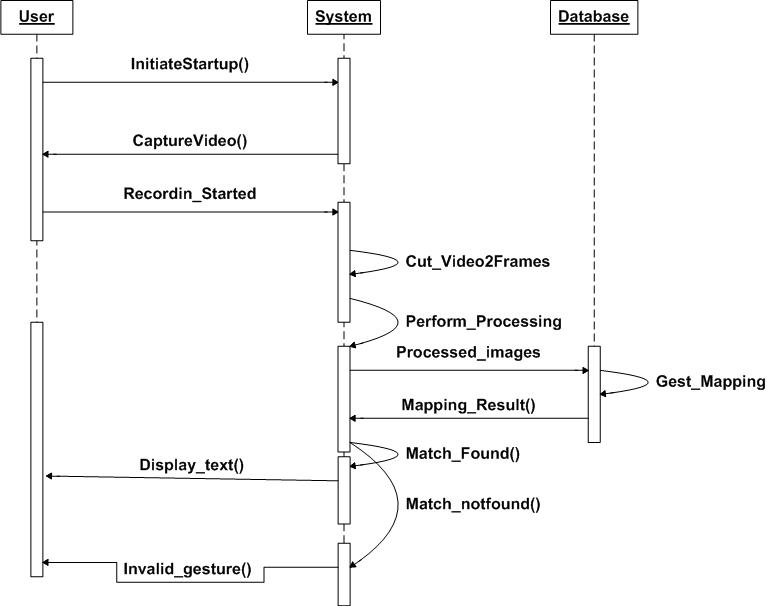 User
System
Database
InitiateStartup()
CaptureVideo()
Recordin_Started
Cut_Video2Frames
Perform_Processing
Processed_images
Gest_Mapping
Mapping_Result()
Match_Found()
Display_text()
Match_notfound()
Invalid_gesture()